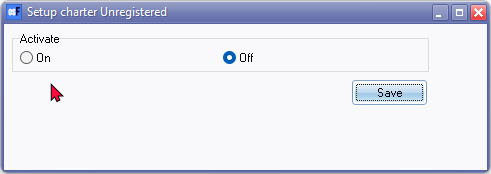 Setup charter Unregistered
Activate
On Off
Save